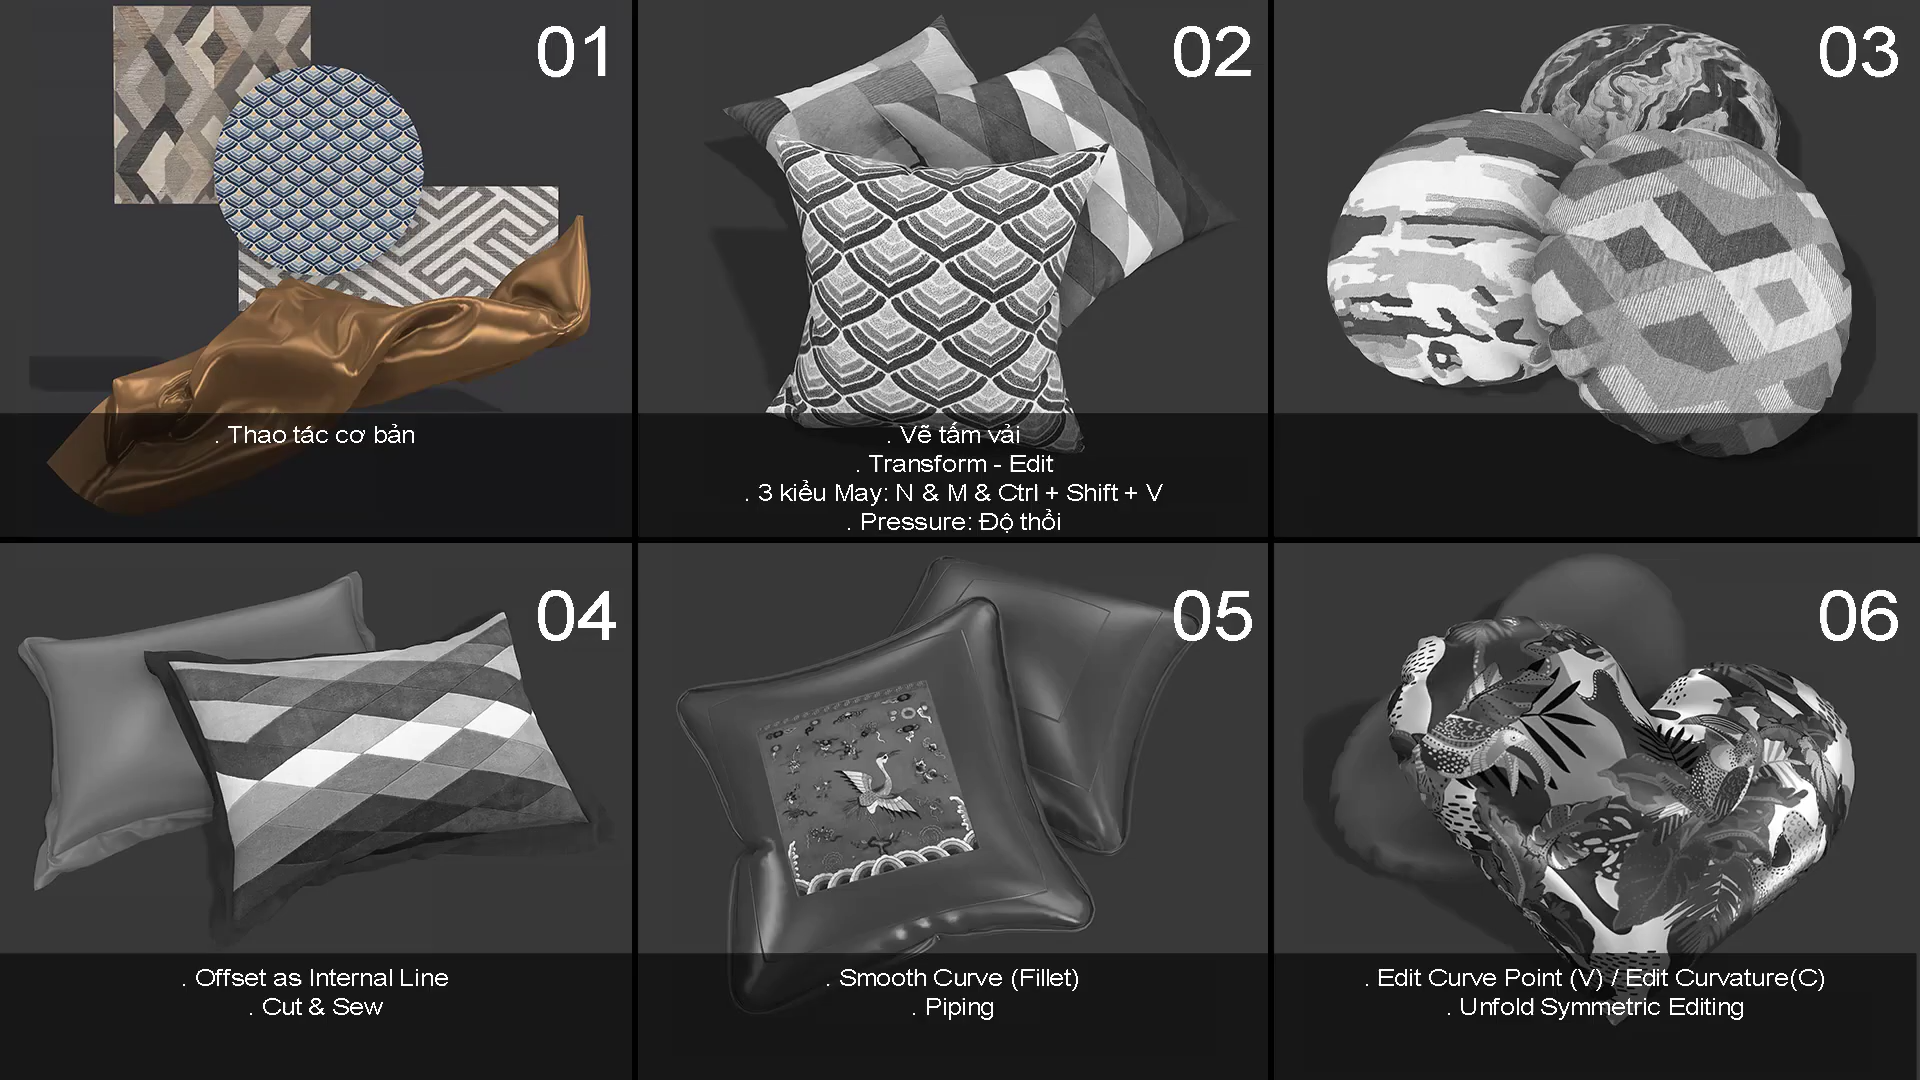 01
. Thao tác cơ bản
02
. Vẽ tấm vải
. Transform - Edit
. 3 kiểu May: N & M & Ctrl + Shift + V
. Pressure: Độ thổi
03
04
. Offset as Internal Line
. Cut & Sew
05
. Smooth Curve (Fillet)
. Piping
06
. Edit Curve Point (V) / Edit Curvature(C)
. Unfold Symmetric Editing